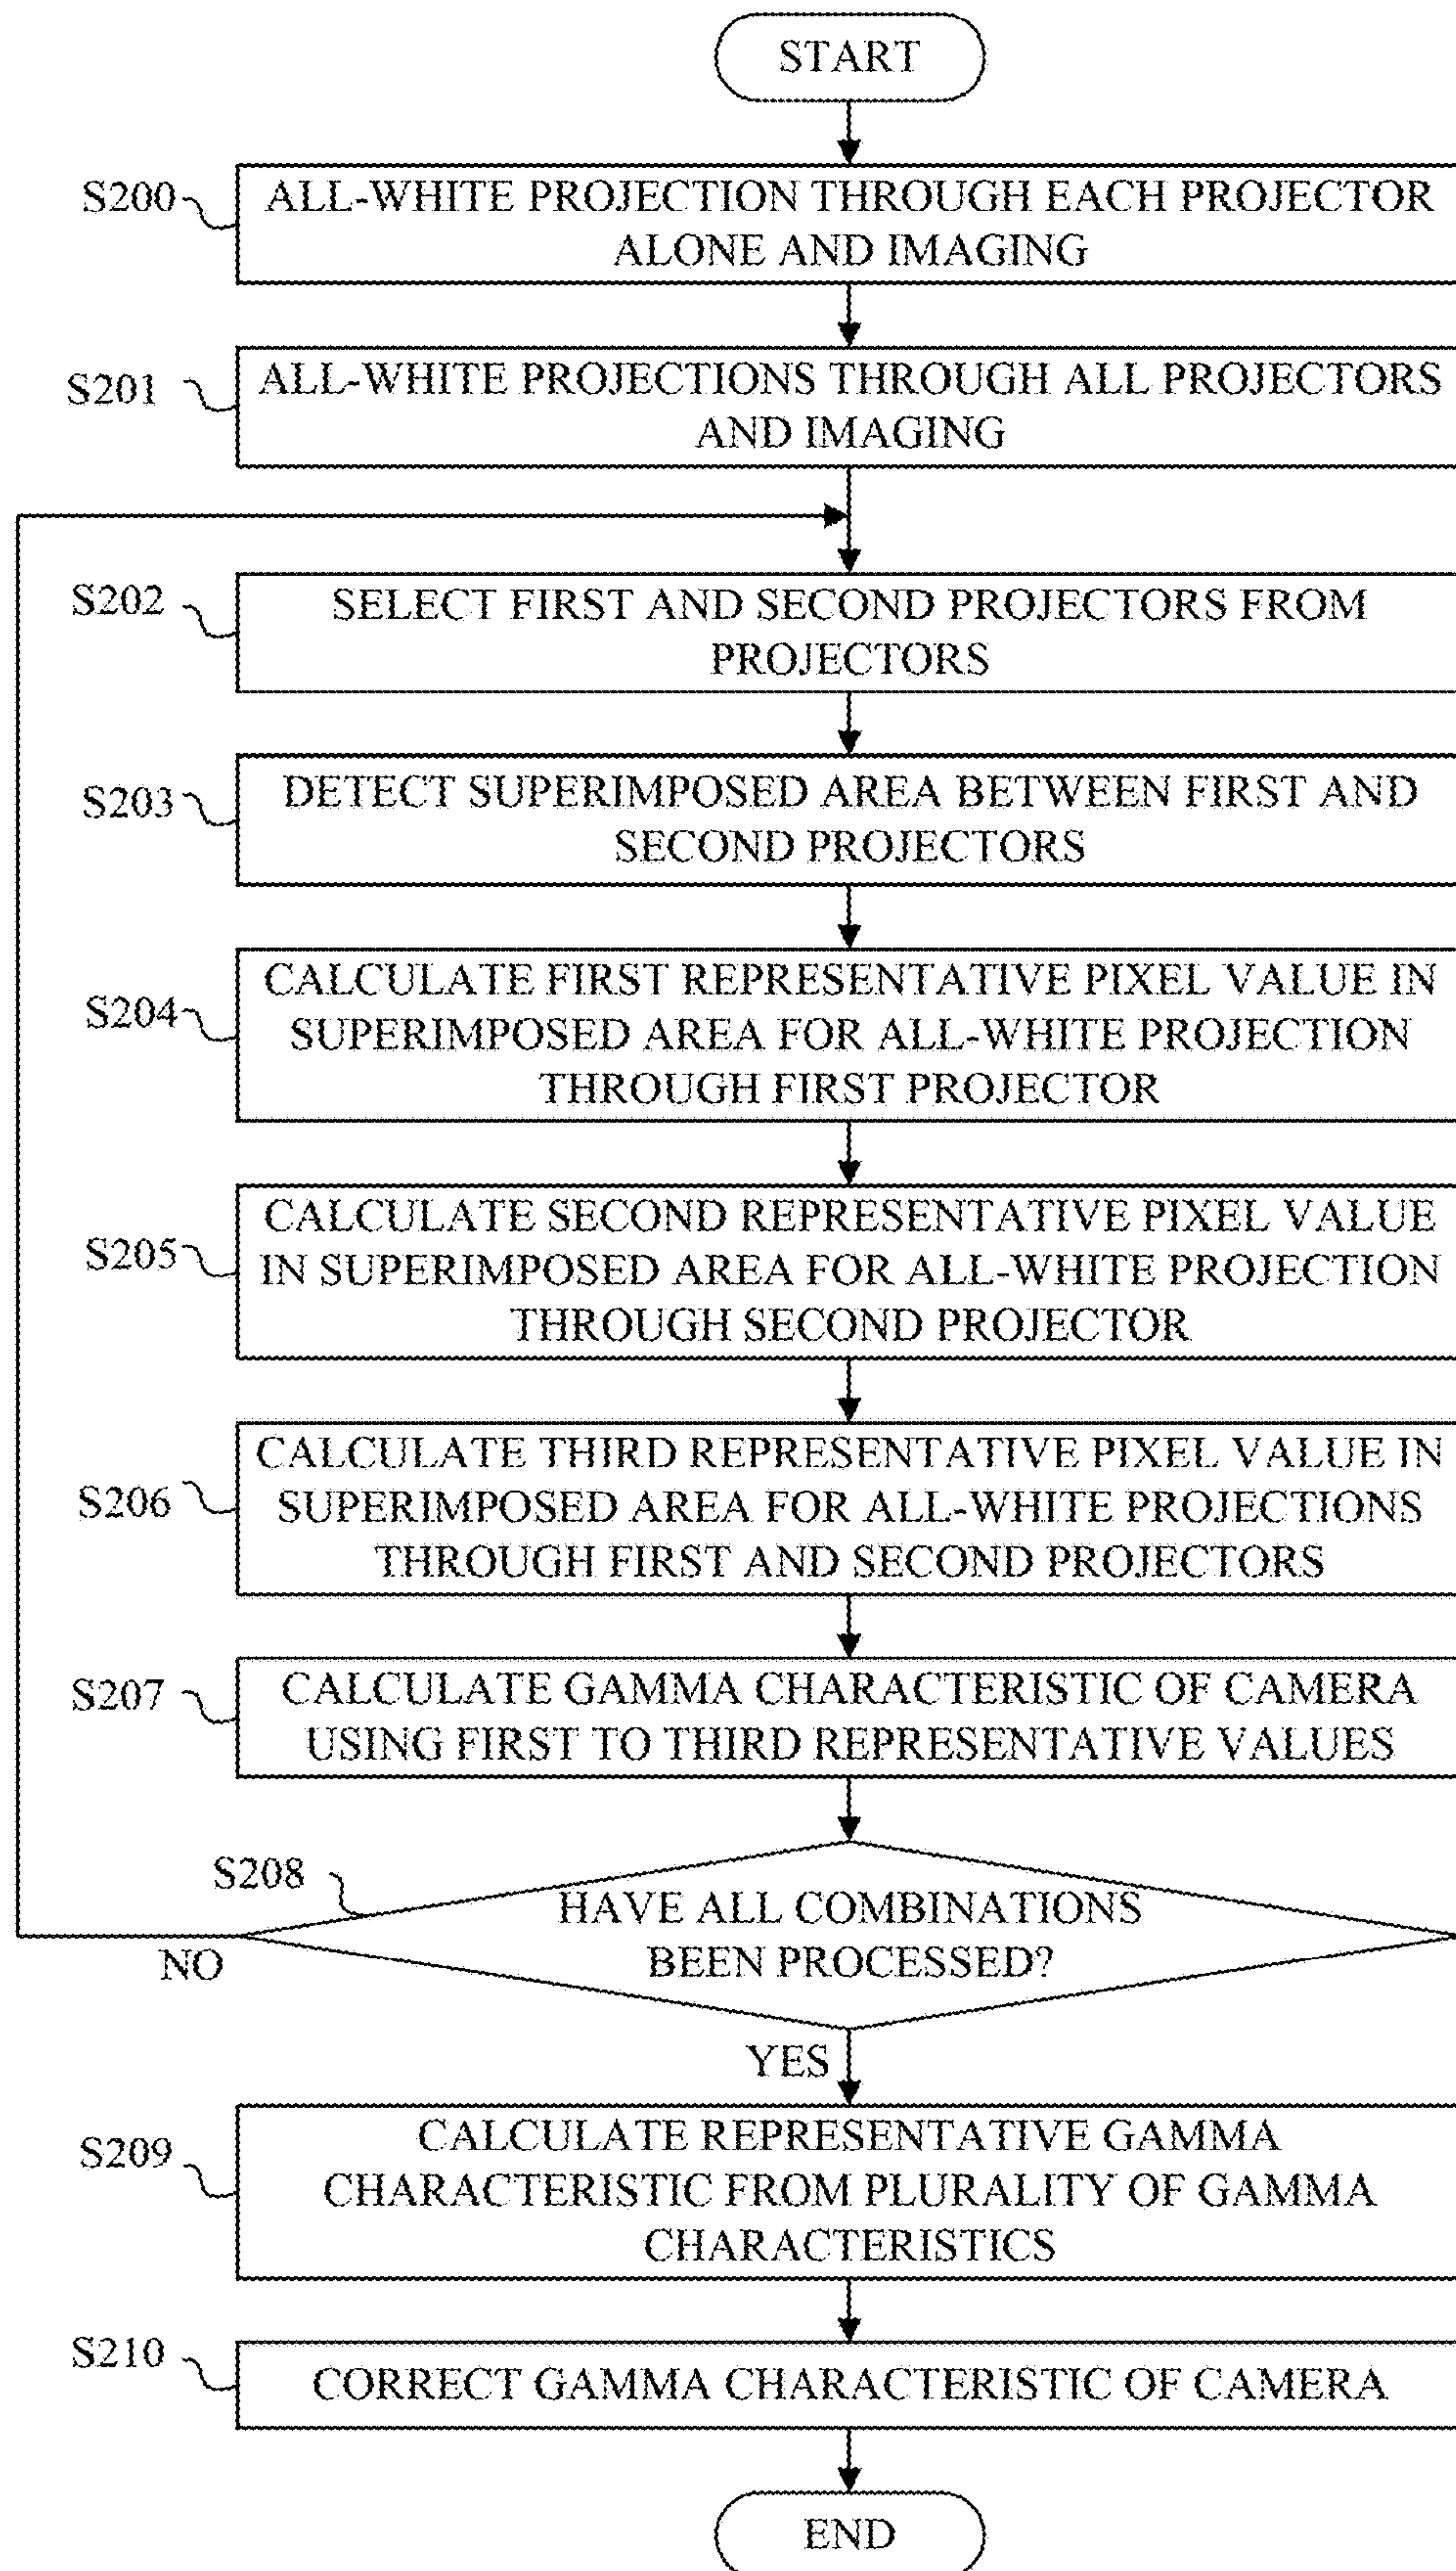 START
S200
ALL-WHITE PROJECTION THROUGH EACH PROJECTOR
ALONE AND IMAGING
S201
ALL-WHITE PROJECTIONS THROUGH ALL PROJECTORS
AND IMAGING
S202
SELECT FIRST AND SECOND PROJECTORS FROM
PROJECTORS
S203
DETECT SUPERIMPOSED AREA BETWEEN FIRST AND
SECOND PROJECTORS
S204
CALCULATE FIRST REPRESENTATIVE PIXEL VALUE IN
SUPERIMPOSED AREA FOR ALL-WHITE PROJECTION
THROUGH FIRST PROJECTOR
S205
CALCULATE SECOND REPRESENTATIVE PIXEL VALUE
IN SUPERIMPOSED AREA FOR ALL-WHITE PROJECTION
THROUGH SECOND PROJECTOR
S206
CALCULATE THIRD REPRESENTATIVE PIXEL VALUE IN
SUPERIMPOSED AREA FOR ALL-WHITE PROJECTIONS
THROUGH FIRST AND SECOND PROJECTORS
S207
CALCULATE GAMMA CHARACTERISTIC OF CAMERA
USING FIRST TO THIRD REPRESENTATIVE VALUES
S208
HAVE ALL COMBINATIONS
BEEN PROCESSED?
NO
YES
S209
CALCULATE REPRESENTATIVE GAMMA
CHARACTERISTIC FROM PLURALITY OF GAMMA
CHARACTERISTICS
S210
CORRECT GAMMA CHARACTERISTIC OF CAMERA
END